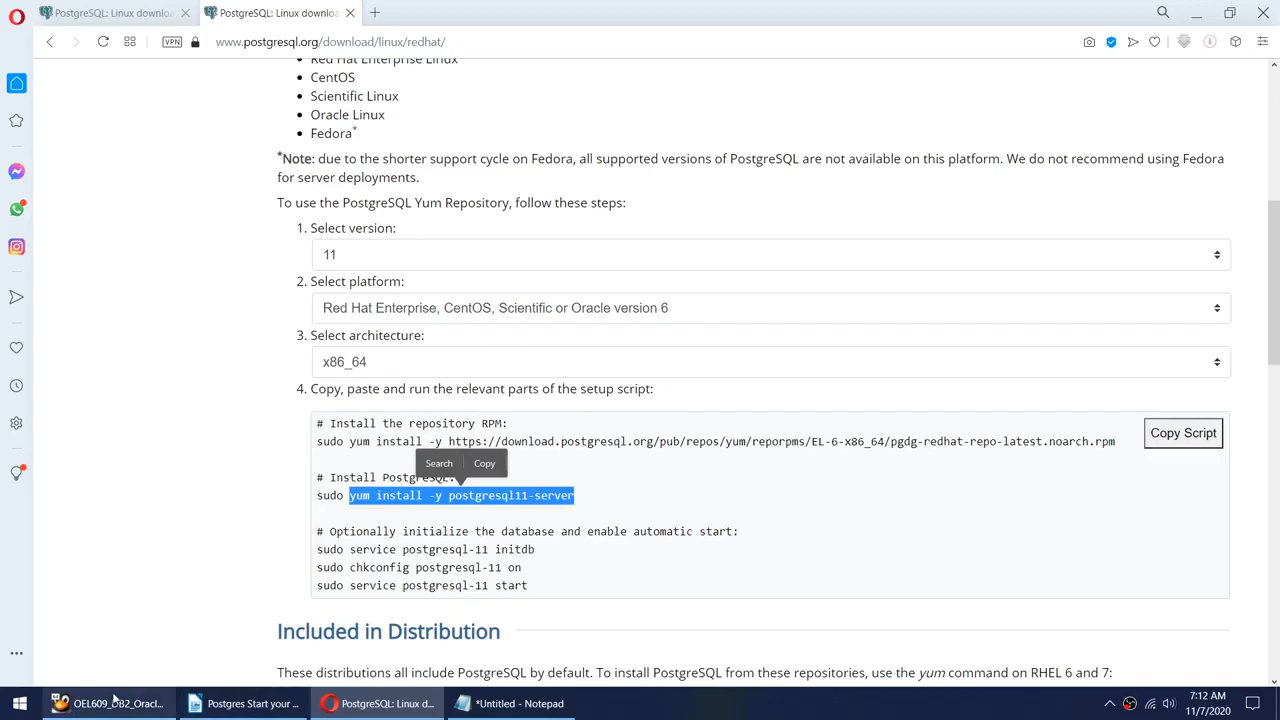 PostgreSQL: Linux downloa
PostgreSQL: Linux downloa
VPN
www.postgresql.org/download/linux/redhat/
Red Hat Enterprise Linux
CentOS
Scientific Linux
Oracle Linux
Fedora*
*Note: due to the shorter support cycle on Fedora, all supported versions of PostgreSQL are not available on this platform. We do not recommend using Fedora
for server deployments.
To use the PostgreSQL Yum Repository, follow these steps:
1. Select version:
11
2. Select platform:
Red Hat Enterprise, CentOS, Scientific or Oracle version 6
3. Select architecture:
x86_64
4. Copy, paste and run the relevant parts of the setup script:
# Install the repository RPM:
Copy Script
sudo yum install -y https://download.postgresql.org/pub/repos/yum/reporpms/EL-6-x86_64/pgdg-redhat-repo-latest.noarch.rpm
Search Copy
# Install PostgreSQL:
sudo yum install -y postgresql11-server
# Optionally initialize the database and enable automatic start:
sudo service postgresql-11 initdb
sudo chkconfig postgresql-11 on
sudo service postgresql-11 start
Included in Distribution
These distributions all include PostgreSQL by default. To install PostgreSQL from these repositories, use the yum command on RHEL 6 and 7:
OEL609_DB2_Oracl...
Postgres Start your ...
PostgreSQL: Linux d...
*Untitled - Notepad
7:12 AM
11/7/2020